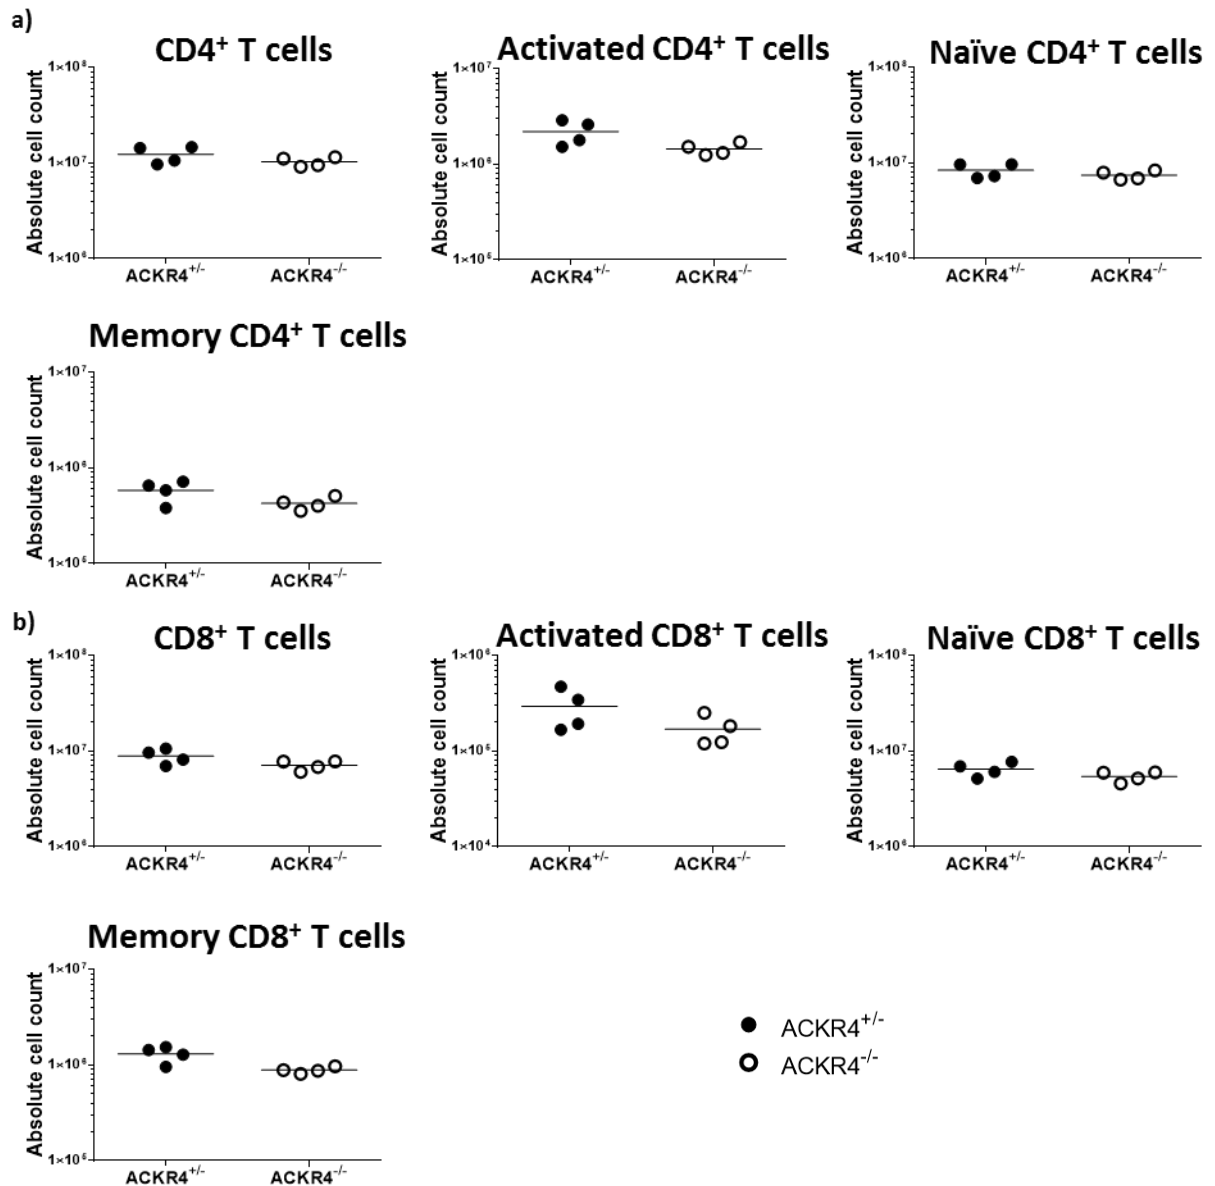 a)
CD4⁺ T cells
Absolute cell count
1×10⁸
1×10⁷
1×10⁶
ACKR4⁺/⁻ ACKR4⁻/⁻
Activated CD4⁺ T cells
Absolute cell count
1×10⁷
1×10⁶
1×10⁵
ACKR4⁺/⁻ ACKR4⁻/⁻
Naïve CD4⁺ T cells
Absolute cell count
1×10⁸
1×10⁷
1×10⁶
ACKR4⁺/⁻ ACKR4⁻/⁻
Memory CD4⁺ T cells
Absolute cell count
1×10⁷
1×10⁶
1×10⁵
ACKR4⁺/⁻ ACKR4⁻/⁻
b)
CD8⁺ T cells
Absolute cell count
1×10⁸
1×10⁷
1×10⁶
ACKR4⁺/⁻ ACKR4⁻/⁻
Activated CD8⁺ T cells
Absolute cell count
1×10⁶
1×10⁵
1×10⁴
ACKR4⁺/⁻ ACKR4⁻/⁻
Naïve CD8⁺ T cells
Absolute cell count
1×10⁸
1×10⁷
1×10⁶
ACKR4⁺/⁻ ACKR4⁻/⁻
Memory CD8⁺ T cells
Absolute cell count
1×10⁷
1×10⁶
1×10⁵
ACKR4⁺/⁻ ACKR4⁻/⁻
ACKR4⁺/⁻
ACKR4⁻/⁻